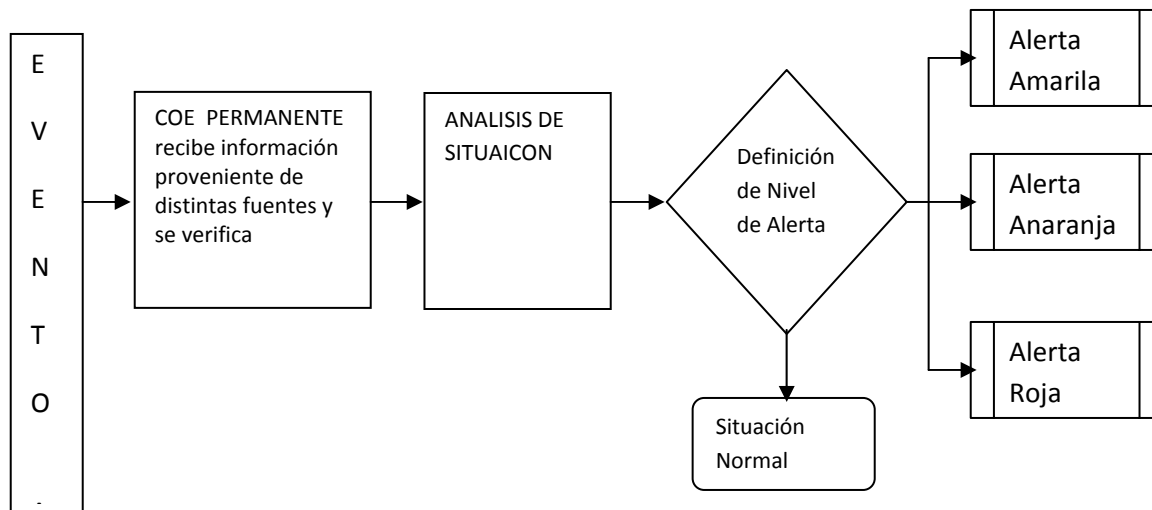 E
V
E
N
T
O
COE PERMANENTE
recibe información
proveniente de
distintas fuentes y
se verifica
ANALISIS DE
SITUAICON
Definición
de Nivel
de Alerta
Situación
Normal
Alerta
Amarila
Alerta
Anaranja
Alerta
Roja